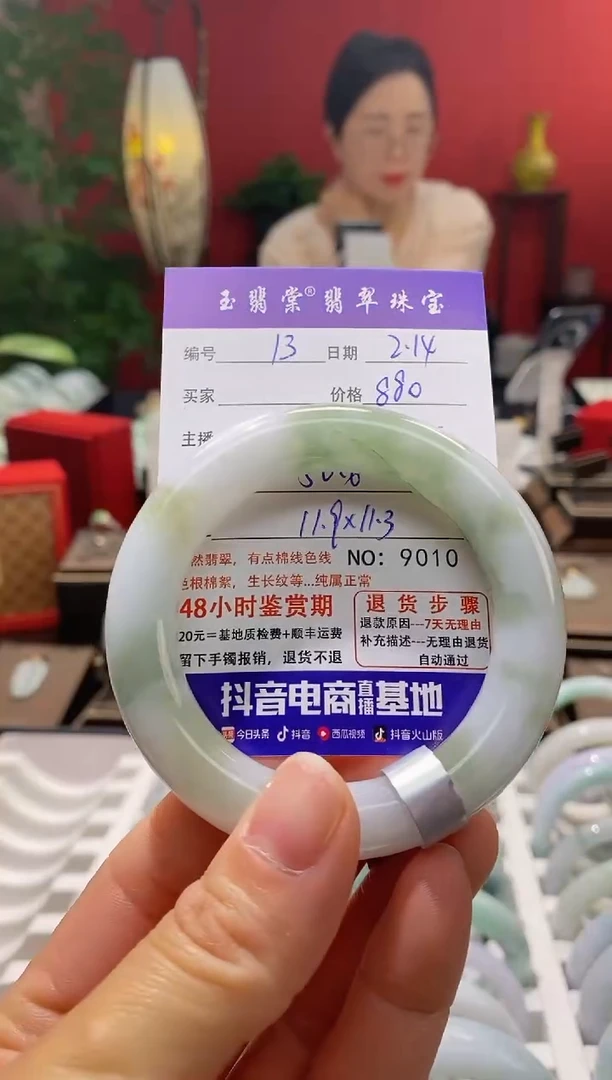 玉翡棠®翡翠珠宝
编号 13 日期 2.14
买家 价格 880
主播
11.9x11.3
然翡翠，有点棉线色线 NO: 9010
色根棉絮，生长纹等...纯属正常
48小时鉴赏期
20元=基地质检费+顺丰运费
留下手镯报销，退货不退
退货步骤
退款原因---7天无理由
补充描述---无理由退货
自动通过
抖音电商直播基地
今日头条 抖音 西瓜视频 抖音火山版